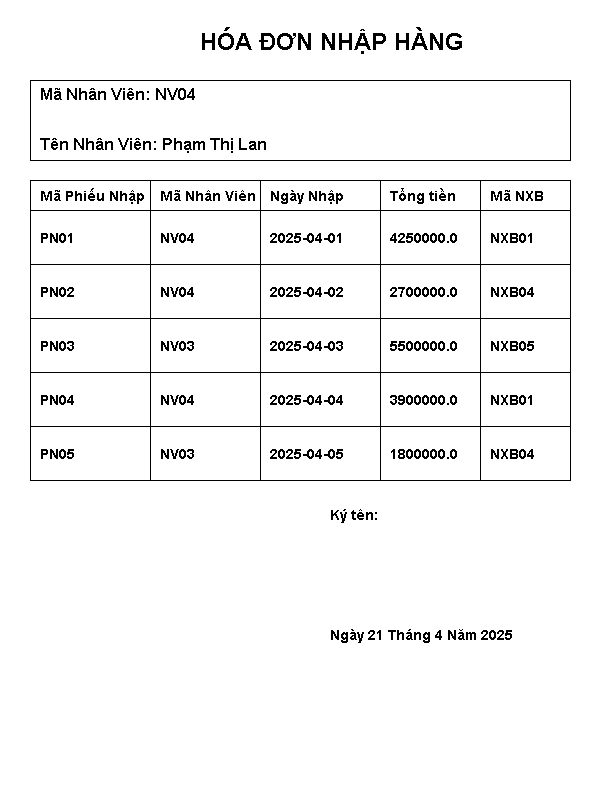 HÓA ĐƠN NHẬP HÀNG
Mã Nhân Viên: NV04
Tên Nhân Viên: Phạm Thị Lan
Mã Phiếu Nhập Mã Nhân Viên Ngày Nhập Tổng tiền Mã NXB
PN01 NV04 2025-04-01 4250000.0 NXB01
PN02 NV04 2025-04-02 2700000.0 NXB04
PN03 NV03 2025-04-03 5500000.0 NXB05
PN04 NV04 2025-04-04 3900000.0 NXB01
PN05 NV03 2025-04-05 1800000.0 NXB04
Ký tên:
Ngày 21 Tháng 4 Năm 2025